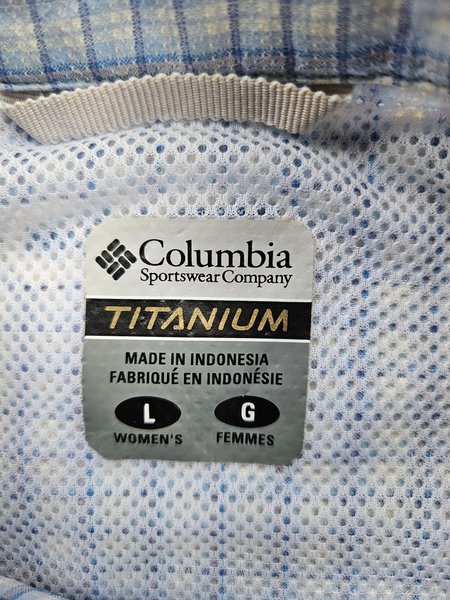 Columbia
Sportswear Company
TITANIUM
MADE IN INDONESIA
FABRIQUÉ EN INDONÉSIE
L G
WOMEN'S FEMMES